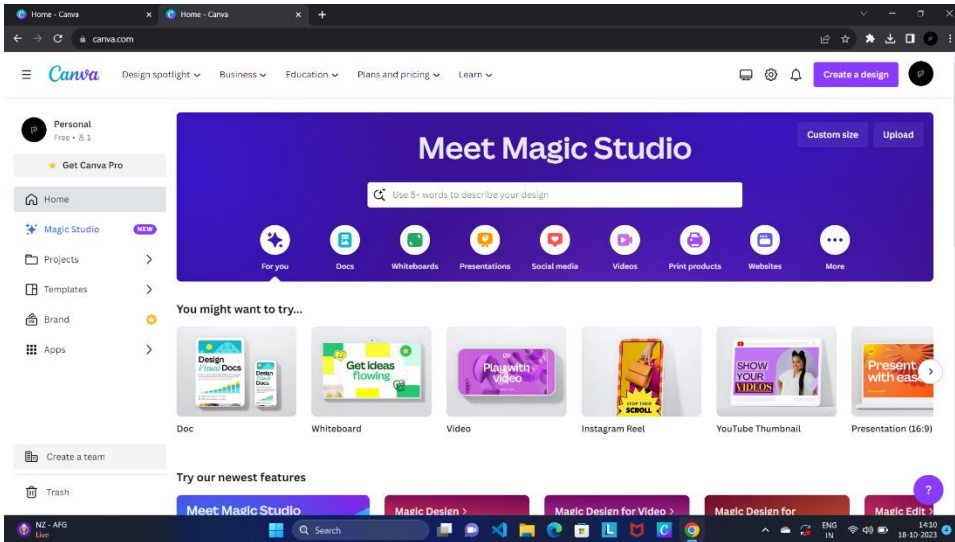 Home - Canva
Home - Canva
canva.com
Canva
Design spotlight
Business
Education
Plans and pricing
Learn
Create a design
Personal
Free • 1
Get Canva Pro
Home
Magic Studio NEW
Projects
Templates
Brand
Apps
Create a team
Trash
Meet Magic Studio
Custom size
Upload
Use 5+ words to describe your design
For you
Docs
Whiteboards
Presentations
Social media
Videos
Print products
Websites
More
You might want to try...
Design
Visual Docs
Design
Visual
Docs
Get ideas
flowing
Play with
video
STOP THEIR
SCROLL
SHOW
YOUR
VIDEOS
Present
with ease
Doc
Whiteboard
Video
Instagram Reel
YouTube Thumbnail
Presentation (16:9)
Try our newest features
Meet Magic Studio
Magic Design >
Magic Design for Video >
Magic Design for
Magic Edit >
?
NZ - AFG
Live
Search
ENG
IN
14:10
18-10-2023